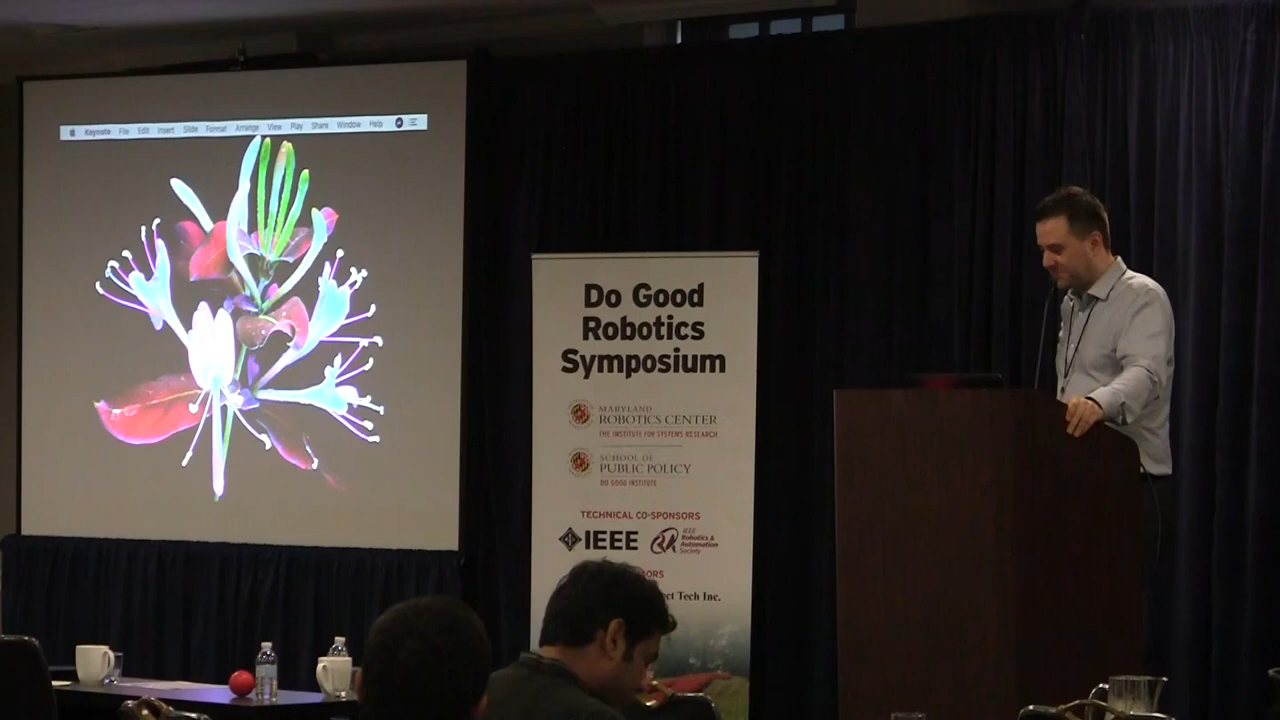 Keynote File Edit Insert Slide Format Arrange View Play Share Window Help
Do Good
Robotics
Symposium
MARYLAND
ROBOTICS CENTER
THE INSTITUTE FOR SYSTEMS RESEARCH
SCHOOL OF
PUBLIC POLICY
DO GOOD INSTITUTE
TECHNICAL CO-SPONSORS
IEEE
IEEE
Robotics &
Automation
Society
ORS
ct Tech Inc.